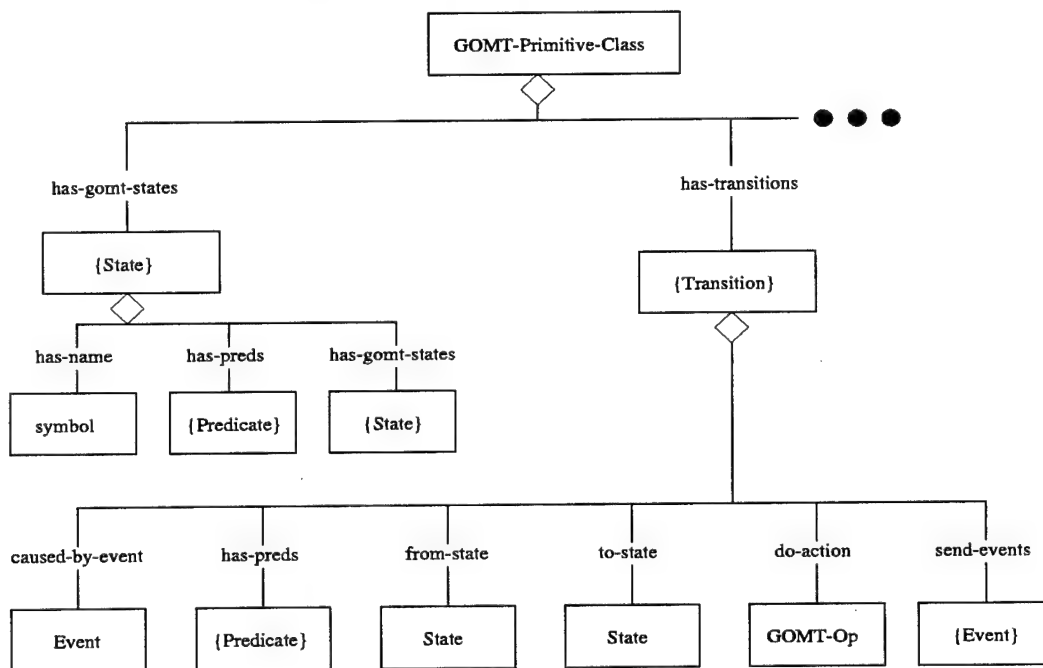 GOMT-Primitive-Class
has-gomt-states
has-transitions
{State}
{Transition}
has-name
has-preds
has-gomt-states
symbol
{Predicate}
{State}
caused-by-event
has-preds
from-state
to-state
do-action
send-events
Event
{Predicate}
State
State
GOMT-Op
{Event}